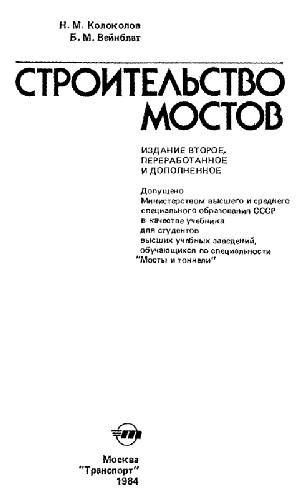 Н. М. Колоколов
Б. М. Вейнблат
СТРОИТЕЛЬСТВО
МОСТОВ
ИЗДАНИЕ ВТОРОЕ,
ПЕРЕРАБОТАННОЕ
И ДОПОЛНЕННОЕ
Допущено
Министерством высшего и среднего
специального образования СССР
в качестве учебника
для студентов
высших учебных заведений,
обучающихся по специальности
"Мосты и тоннели"
Москва
"Транспорт"
1984